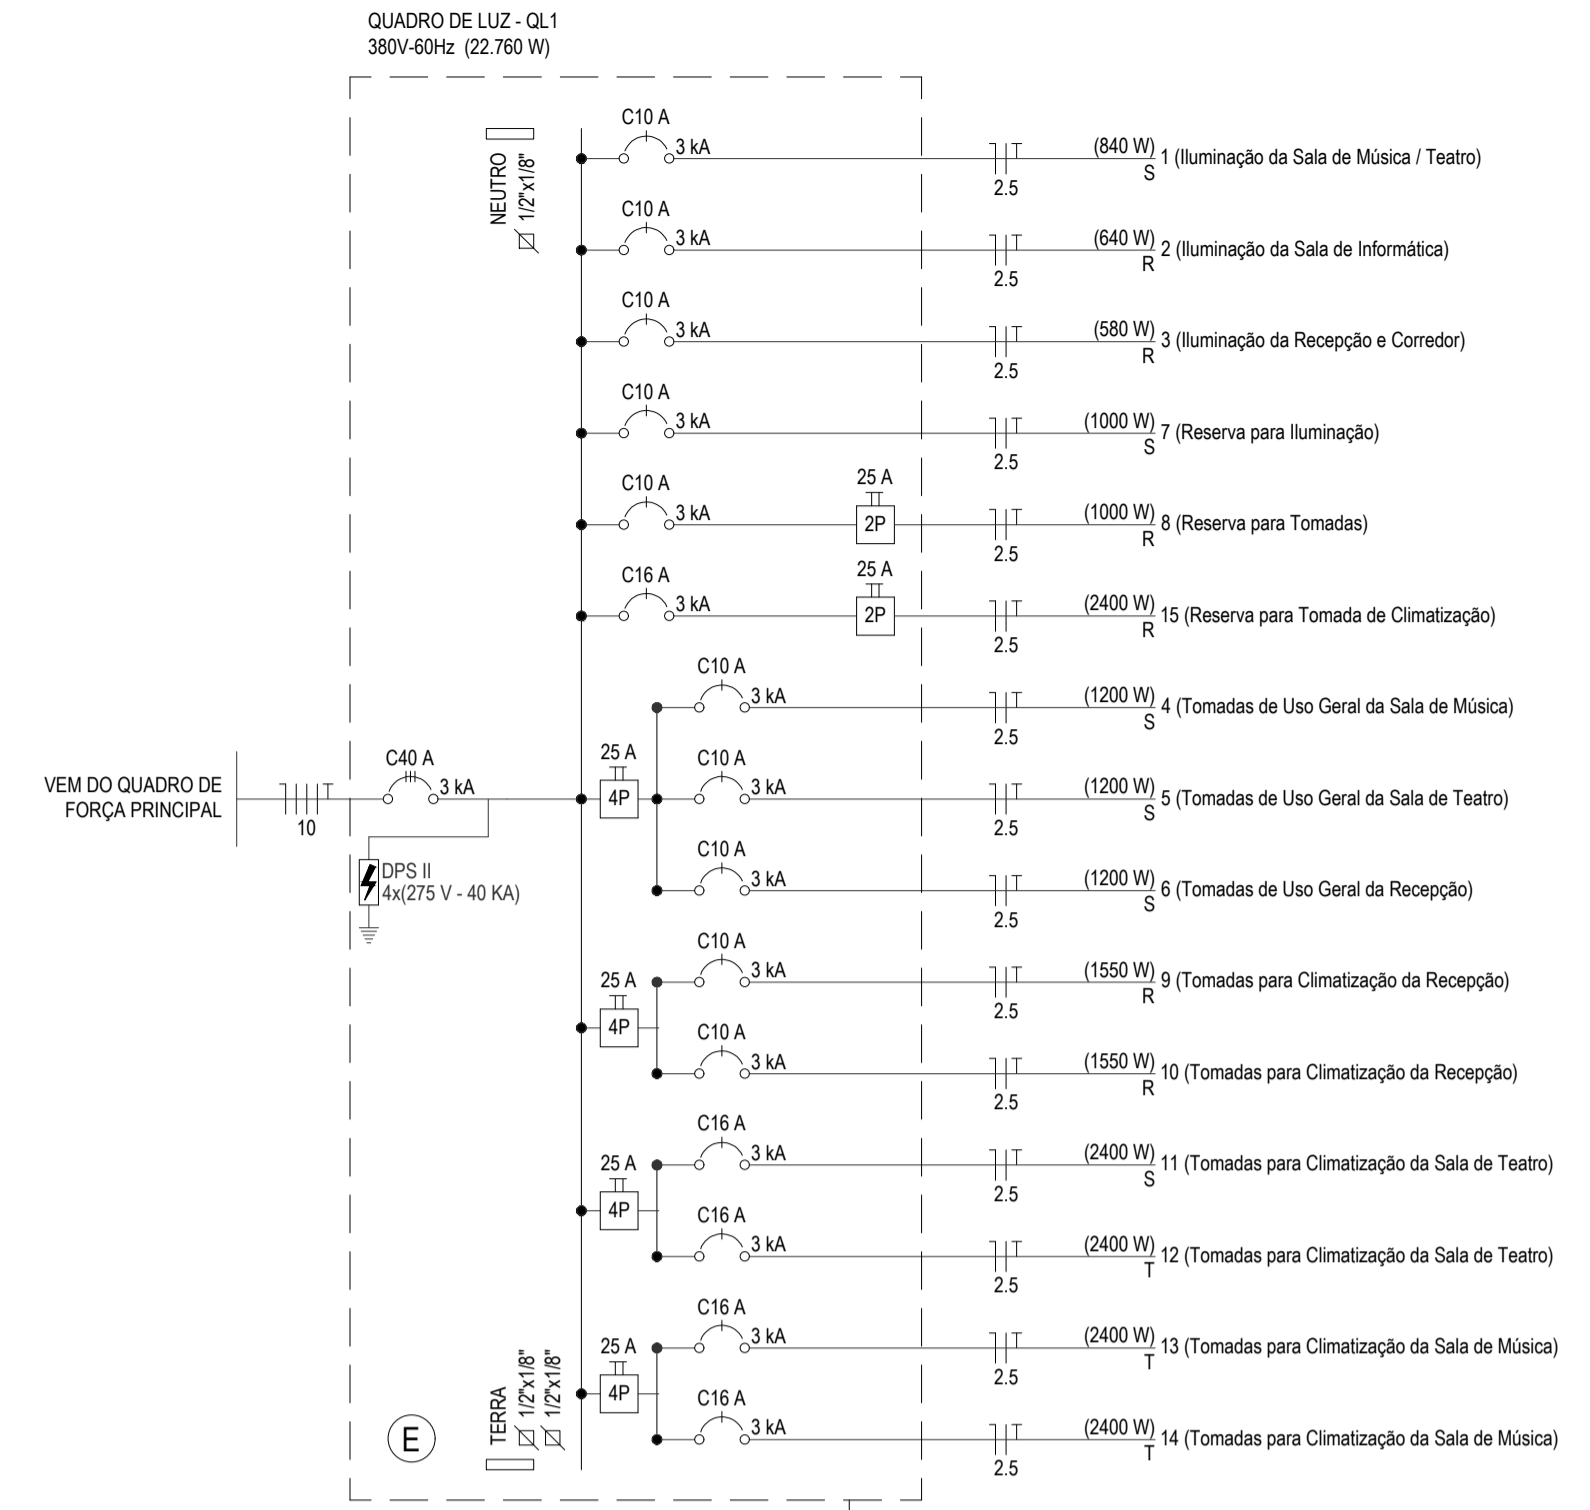 QUADRO DE LUZ - QL1
380V-60Hz (22.760 W)
NEUTRO
1/2"x1/8"
C10 A
3 kA
2.5
(840 W)
S
1 (Iluminação da Sala de Música / Teatro)
C10 A
3 kA
2.5
(640 W)
R
2 (Iluminação da Sala de Informática)
C10 A
3 kA
2.5
(580 W)
R
3 (Iluminação da Recepção e Corredor)
C10 A
3 kA
2.5
(1000 W)
S
7 (Reserva para Iluminação)
C10 A
3 kA
25 A
2P
2.5
(1000 W)
R
8 (Reserva para Tomadas)
C16 A
3 kA
25 A
2P
2.5
(2400 W)
R
15 (Reserva para Tomada de Climatização)
VEM DO QUADRO DE
FORÇA PRINCIPAL
10
C40 A
3 kA
DPS II
4x(275 V - 40 KA)
25 A
4P
C10 A
3 kA
2.5
(1200 W)
S
4 (Tomadas de Uso Geral da Sala de Música)
C10 A
3 kA
2.5
(1200 W)
S
5 (Tomadas de Uso Geral da Sala de Teatro)
C10 A
3 kA
2.5
(1200 W)
S
6 (Tomadas de Uso Geral da Recepção)
25 A
4P
C10 A
3 kA
2.5
(1550 W)
R
9 (Tomadas para Climatização da Recepção)
C10 A
3 kA
2.5
(1550 W)
R
10 (Tomadas para Climatização da Recepção)
25 A
4P
C16 A
3 kA
2.5
(2400 W)
S
11 (Tomadas para Climatização da Sala de Teatro)
C16 A
3 kA
2.5
(2400 W)
T
12 (Tomadas para Climatização da Sala de Teatro)
25 A
4P
C16 A
3 kA
2.5
(2400 W)
T
13 (Tomadas para Climatização da Sala de Música)
C16 A
3 kA
2.5
(2400 W)
T
14 (Tomadas para Climatização da Sala de Música)
E
TERRA
1/2"x1/8"
1/2"x1/8"